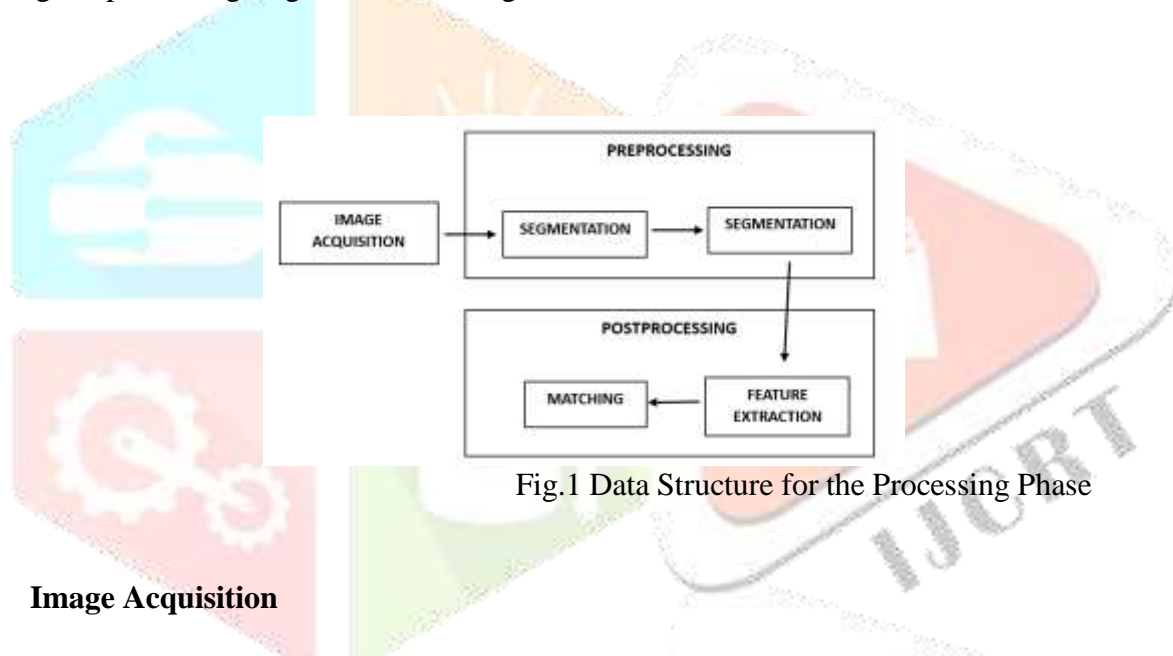 PREPROCESSING
IMAGE
ACQUISITION
SEGMENTATION
SEGMENTATION
POSTPROCESSING
MATCHING
FEATURE
EXTRACTION
Fig.1 Data Structure for the Processing Phase
IJCRT
Image Acquisition